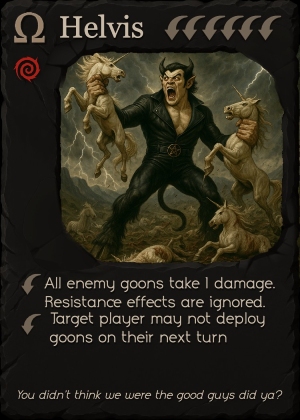 Ω Helvis
All enemy goons take 1 damage.
Resistance effects are ignored.
Target player may not deploy
goons on their next turn
You didn't think we were the good guys did ya?